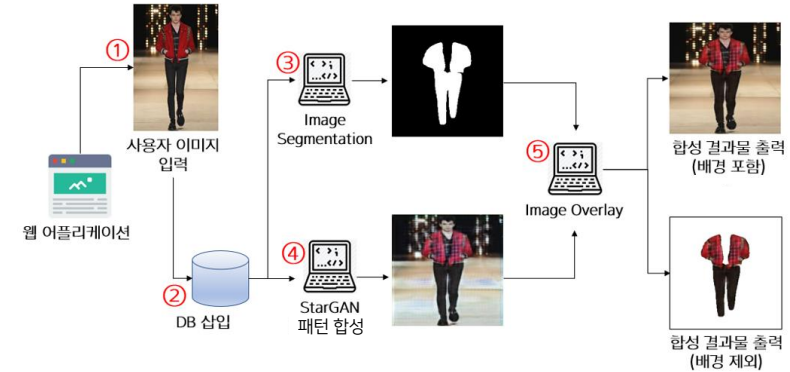 ①
사용자 이미지
입력
웹 어플리케이션
②
DB 삽입
③
Image
Segmentation
④
StarGAN
패턴 합성
⑤
Image Overlay
합성 결과물 출력
(배경 포함)
합성 결과물 출력
(배경 제외)